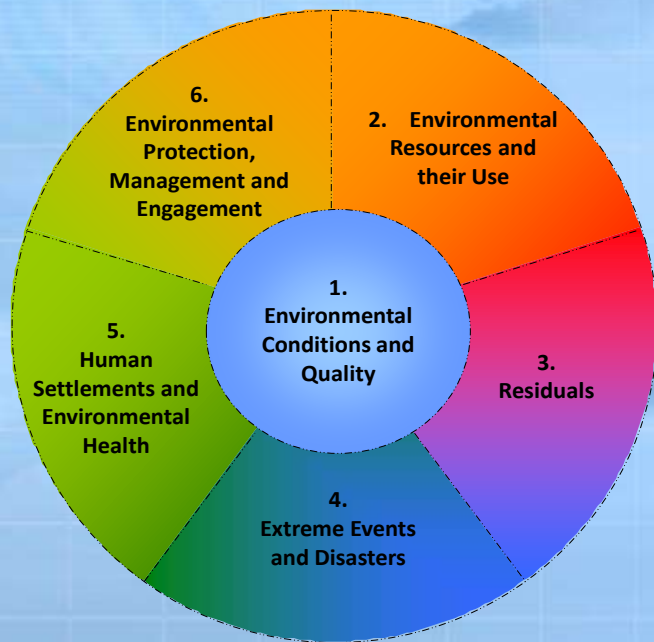 1.
Environmental
Conditions and
Quality
2. Environmental
Resources and
their Use
3.
Residuals
4.
Extreme Events
and Disasters
5.
Human
Settlements and
Environmental
Health
6.
Environmental
Protection,
Management and
Engagement